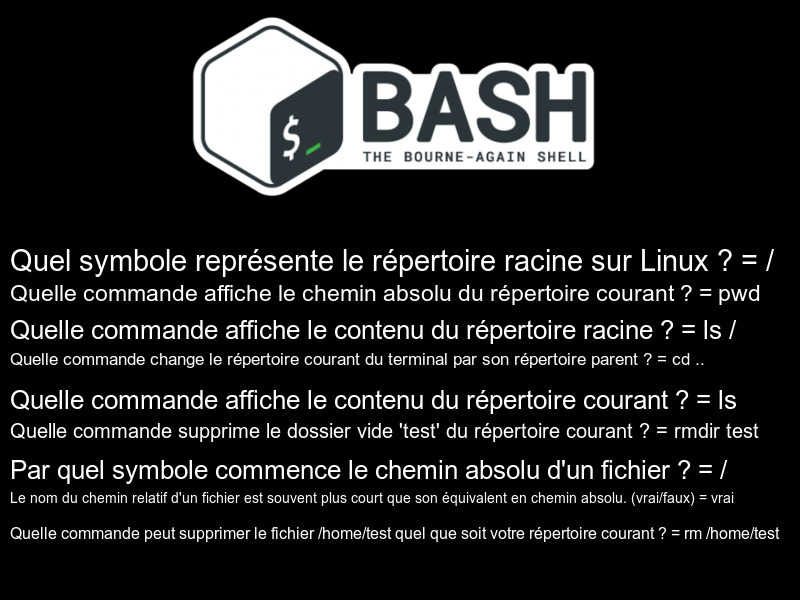 $_
BASH
THE BOURNE-AGAIN SHELL
Quel symbole représente le répertoire racine sur Linux ? = /
Quelle commande affiche le chemin absolu du répertoire courant ? = pwd
Quelle commande affiche le contenu du répertoire racine ? = ls /
Quelle commande change le répertoire courant du terminal par son répertoire parent ? = cd ..
Quelle commande affiche le contenu du répertoire courant ? = ls
Quelle commande supprime le dossier vide 'test' du répertoire courant ? = rmdir test
Par quel symbole commence le chemin absolu d'un fichier ? = /
Le nom du chemin relatif d'un fichier est souvent plus court que son équivalent en chemin absolu. (vrai/faux) = vrai
Quelle commande peut supprimer le fichier /home/test quel que soit votre répertoire courant ? = rm /home/test